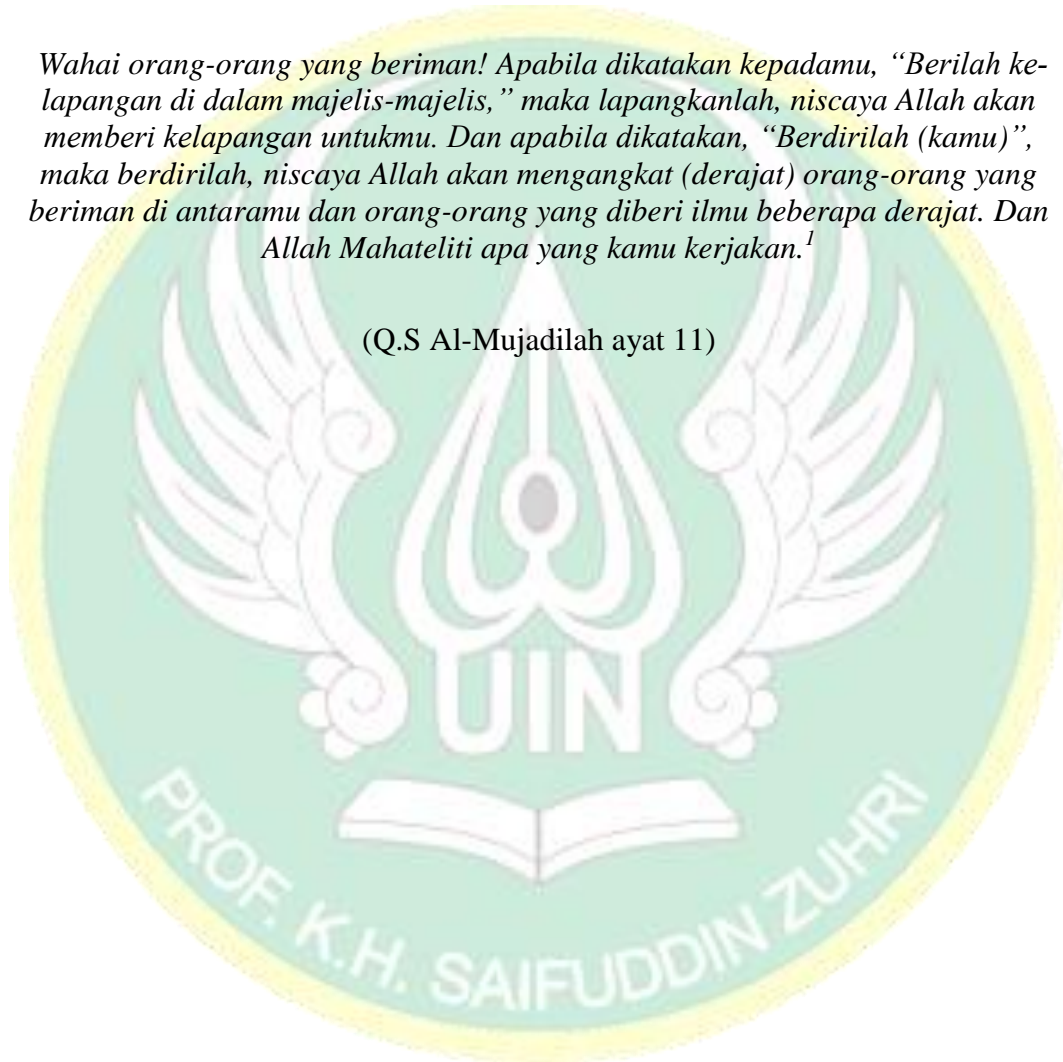 Wahai orang-orang yang beriman! Apabila dikatakan kepadamu, “Berilah ke-
lapangan di dalam majelis-majelis,” maka lapangkanlah, niscaya Allah akan
memberi kelapangan untukmu. Dan apabila dikatakan, “Berdirilah (kamu)”,
maka berdirilah, niscaya Allah akan mengangkat (derajat) orang-orang yang
beriman di antaramu dan orang-orang yang diberi ilmu beberapa derajat. Dan
Allah Mahateliti apa yang kamu kerjakan.1
(Q.S Al-Mujadilah ayat 11)
UIN
PROF. K.H. SAIFUDDIN ZUHRI